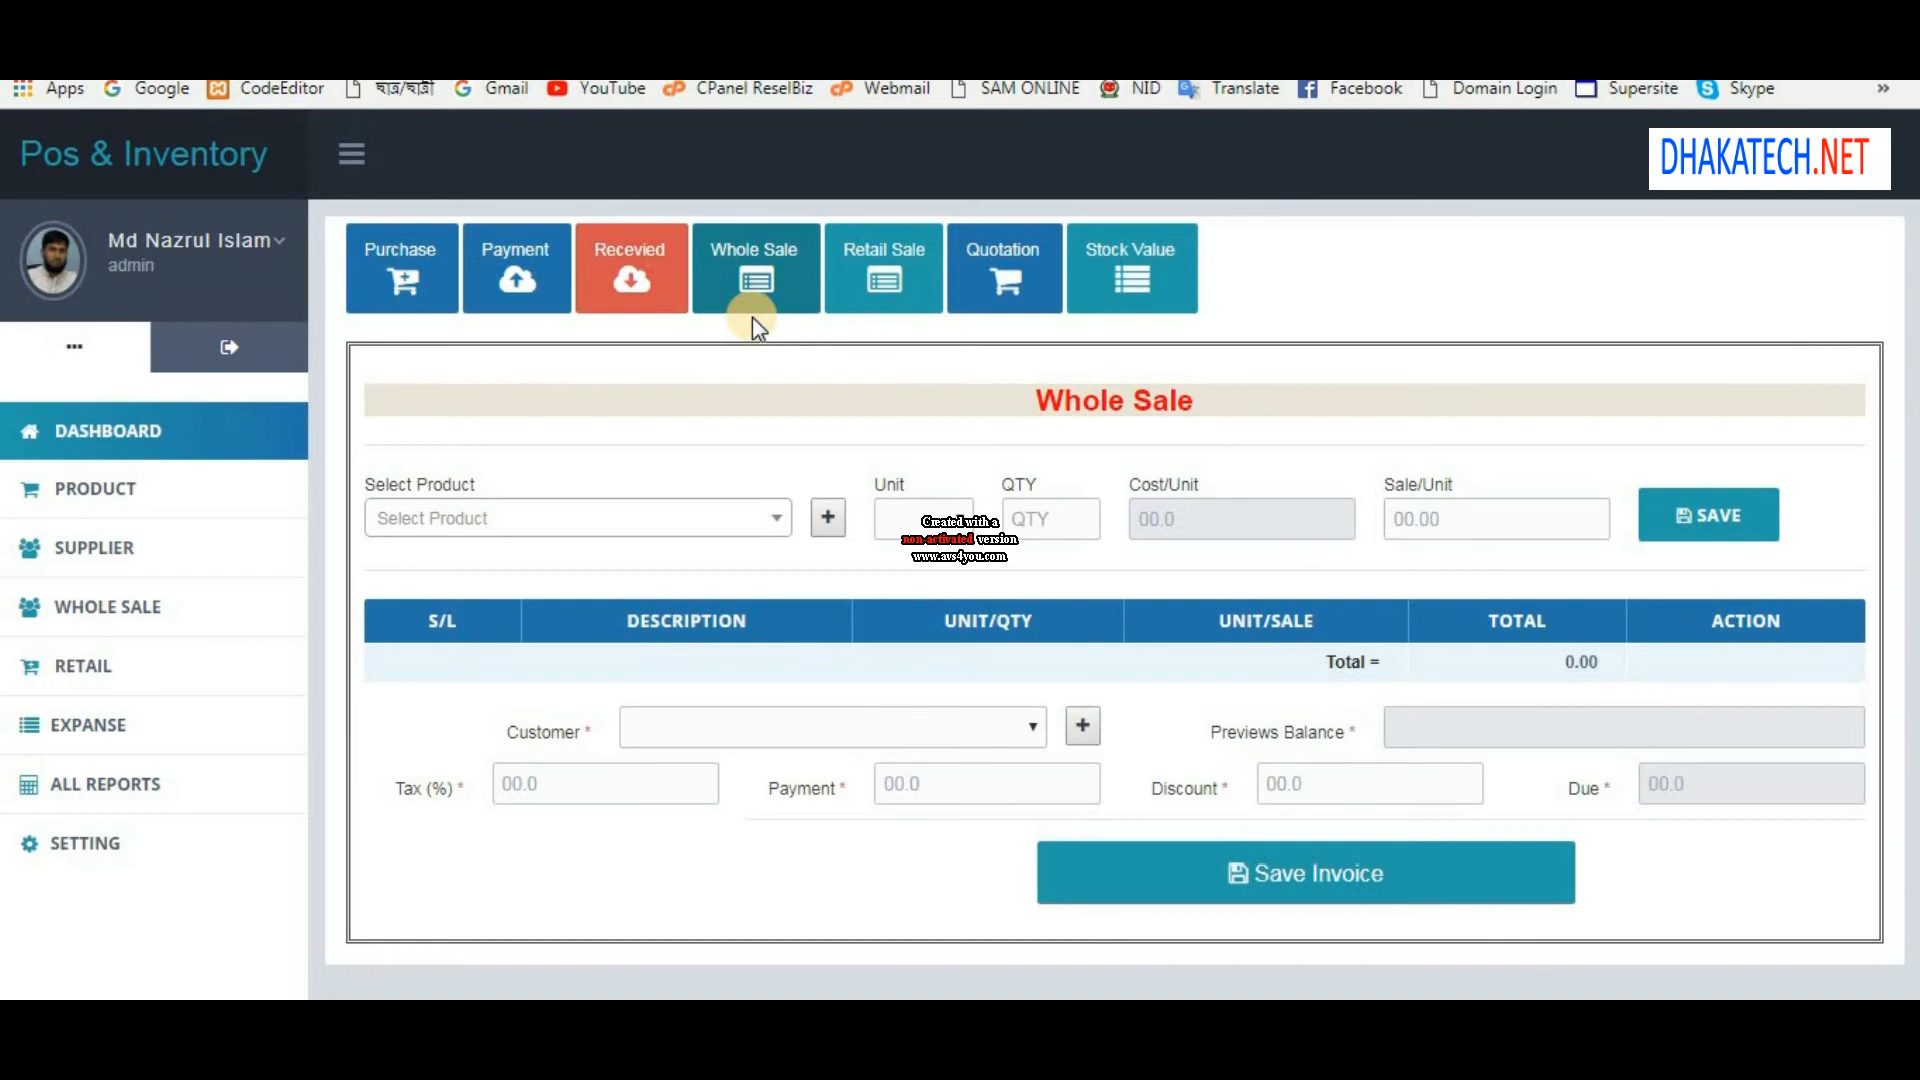 Apps Google CodeEditor ছাত্র/ছাত্রী Gmail YouTube CPanel ReselBiz Webmail SAM ONLINE NID Translate Facebook Domain Login Supersite Skype »
Pos & Inventory
DHAKATECH.NET
Md Nazrul Islam
admin
Purchase Payment Recevied Whole Sale Retail Sale Quotation Stock Value
DASHBOARD
PRODUCT
SUPPLIER
WHOLE SALE
RETAIL
EXPANSE
ALL REPORTS
SETTING
Whole Sale
Select Product Unit QTY Cost/Unit Sale/Unit
Select Product + QTY 00.0 00.00 SAVE
Created with a
non-activated version
www.avs4you.com
S/L DESCRIPTION UNIT/QTY UNIT/SALE TOTAL ACTION
Total = 0.00
Customer * + Previews Balance *
Tax (%) * 00.0 Payment * 00.0 Discount * 00.0 Due * 00.0
Save Invoice